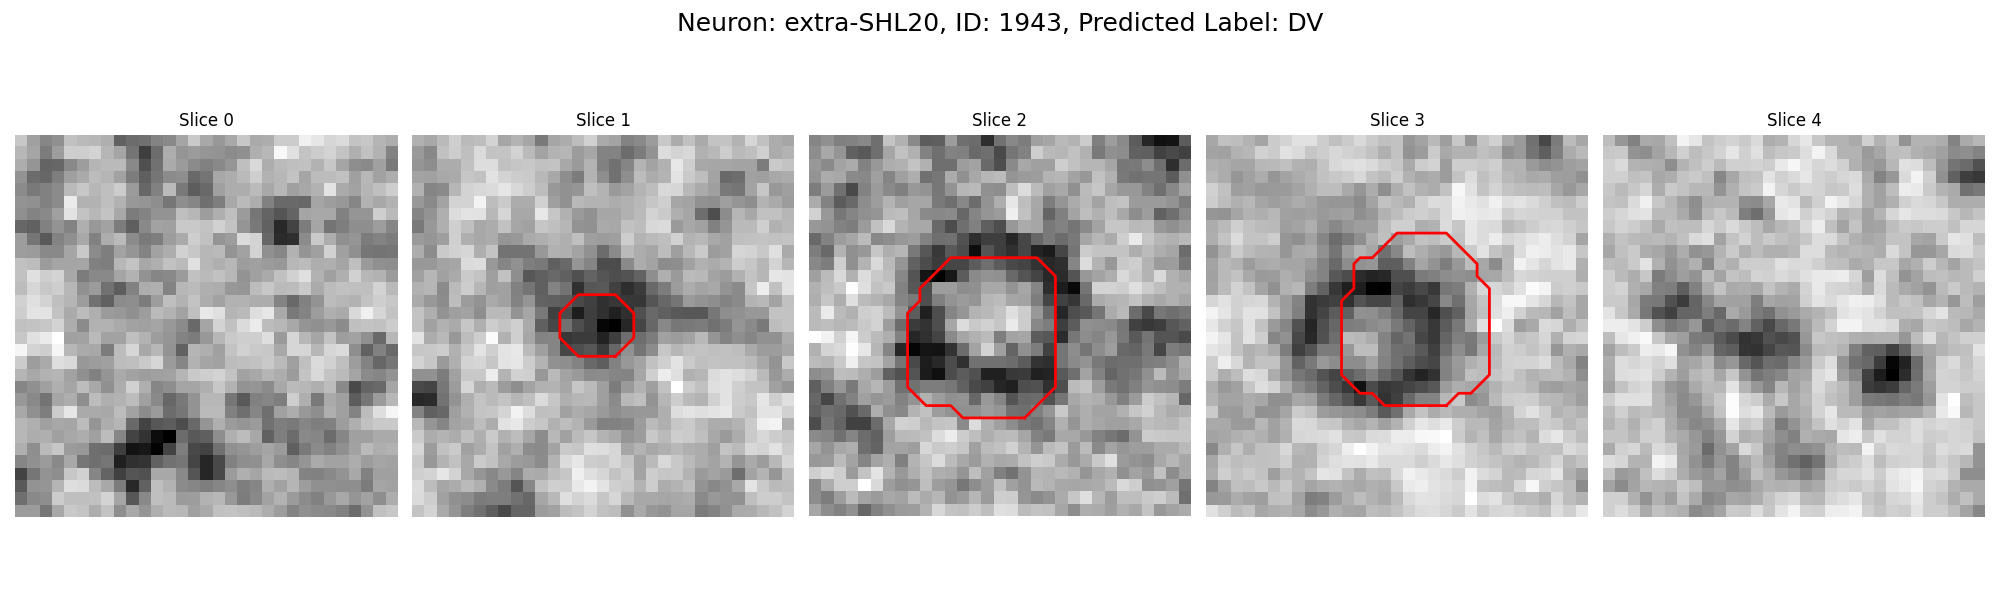 Neuron: extra-SHL20, ID: 1943, Predicted Label: DV
Slice 0
Slice 1
Slice 2
Slice 3
Slice 4